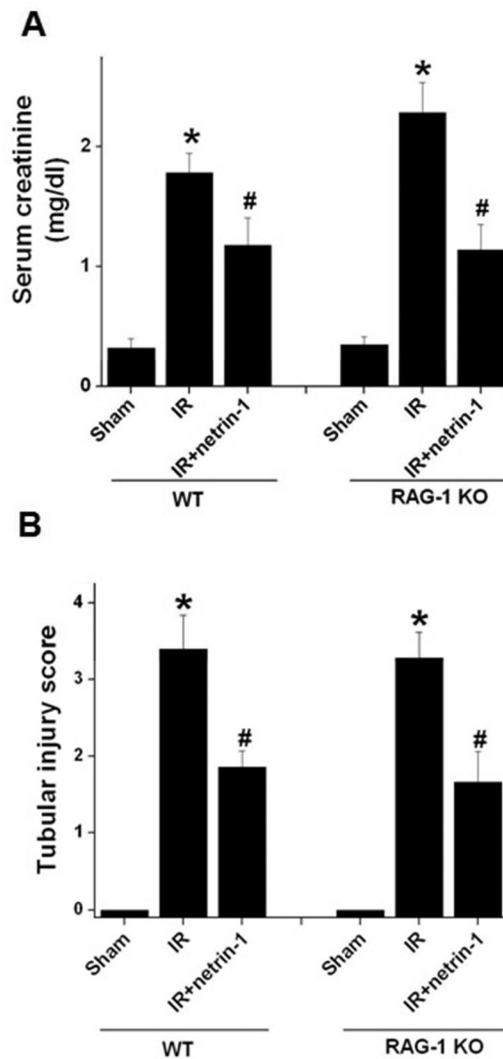 A
Serum creatinine
(mg/dl)
2
1
0
*
#
*
#
Sham
IR
IR+netrin-1
Sham
IR
IR+netrin-1
WT
RAG-1 KO
B
Tubular injury score
4
3
2
1
0
*
#
*
#
Sham
IR
IR+netrin-1
Sham
IR
IR+netrin-1
WT
RAG-1 KO